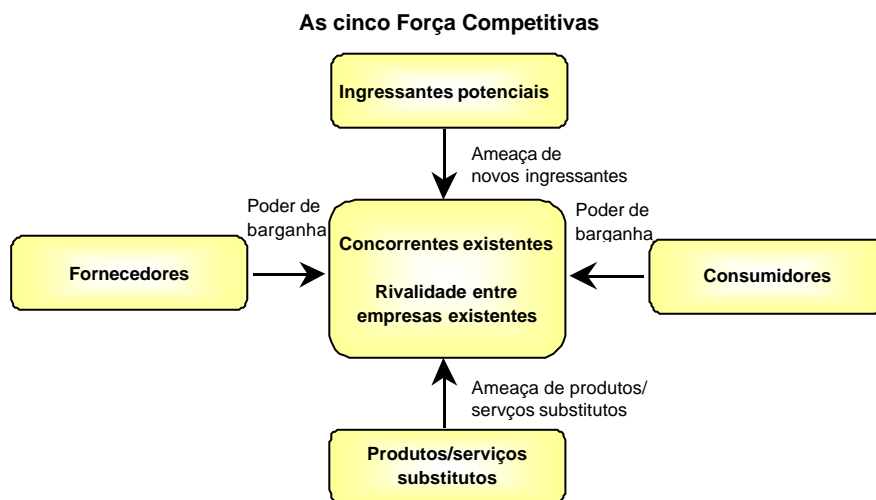 As cinco Força Competitivas
Ingressantes potenciais
Ameaça de
novos ingressantes
Poder de
barganha
Poder de
barganha
Fornecedores
Concorrentes existentes
Rivalidade entre
empresas existentes
Consumidores
Ameaça de produtos/
servços substitutos
Produtos/serviços
substitutos